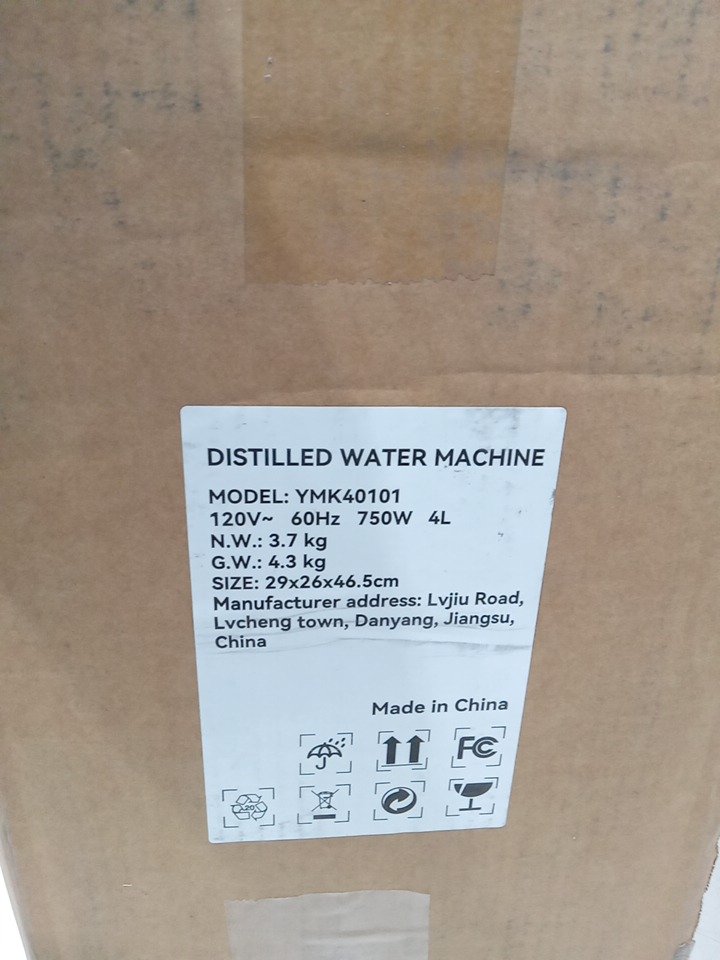 DISTILLED WATER MACHINE
MODEL: YMK40101
120V~ 60Hz 750W 4L
N.W.: 3.7 kg
G.W.: 4.3 kg
SIZE: 29x26x46.5cm
Manufacturer address: Lvjiu Road,
Lvcheng town, Danyang, Jiangsu,
China
Made in China
FC
20